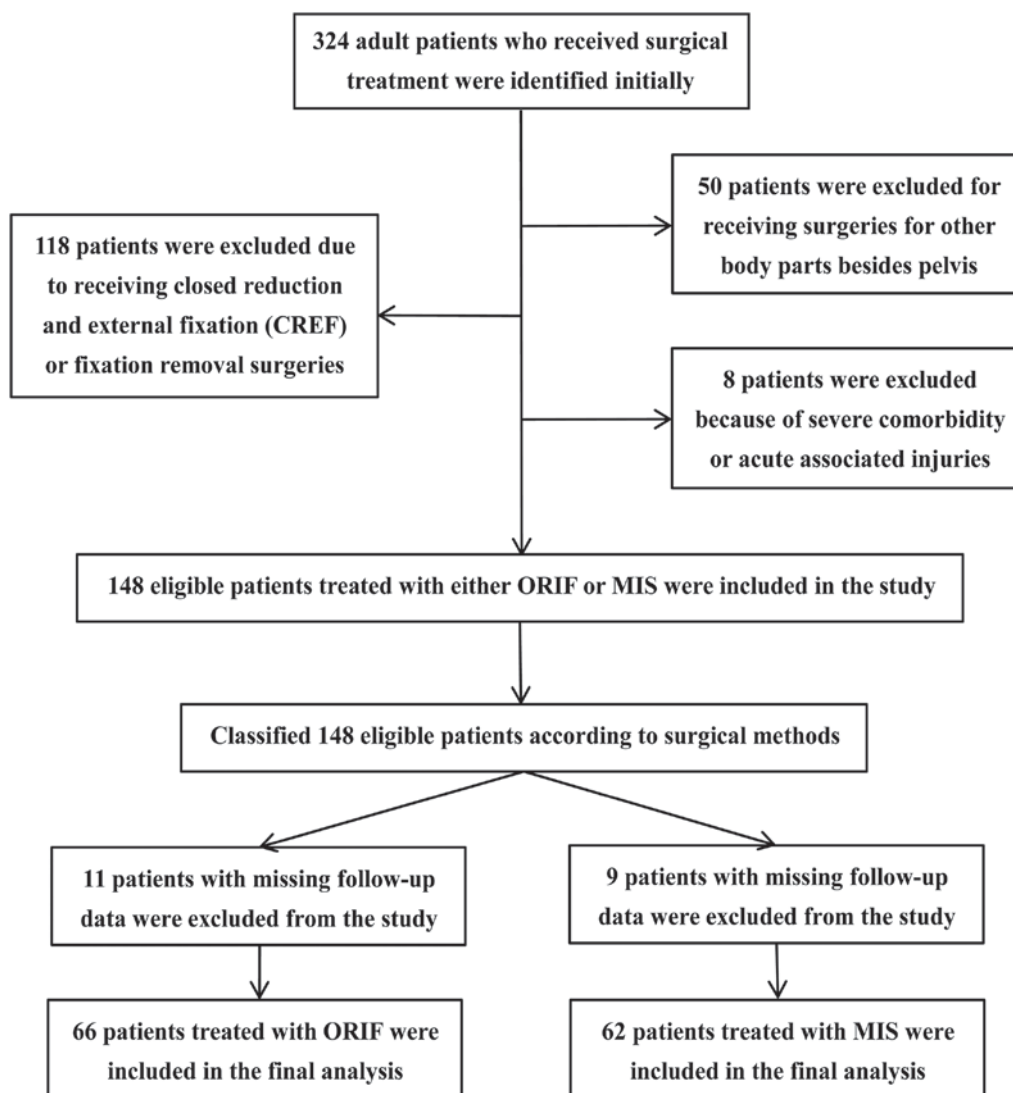 324 adult patients who received surgical
treatment were identified initially
50 patients were excluded for
receiving surgeries for other
body parts besides pelvis
118 patients were excluded due
to receiving closed reduction
and external fixation (CREF)
or fixation removal surgeries
8 patients were excluded
because of severe comorbidity
or acute associated injuries
148 eligible patients treated with either ORIF or MIS were included in the study
Classified 148 eligible patients according to surgical methods
11 patients with missing follow-up
data were excluded from the study
9 patients with missing follow-up
data were excluded from the study
66 patients treated with ORIF were
included in the final analysis
62 patients treated with MIS were
included in the final analysis